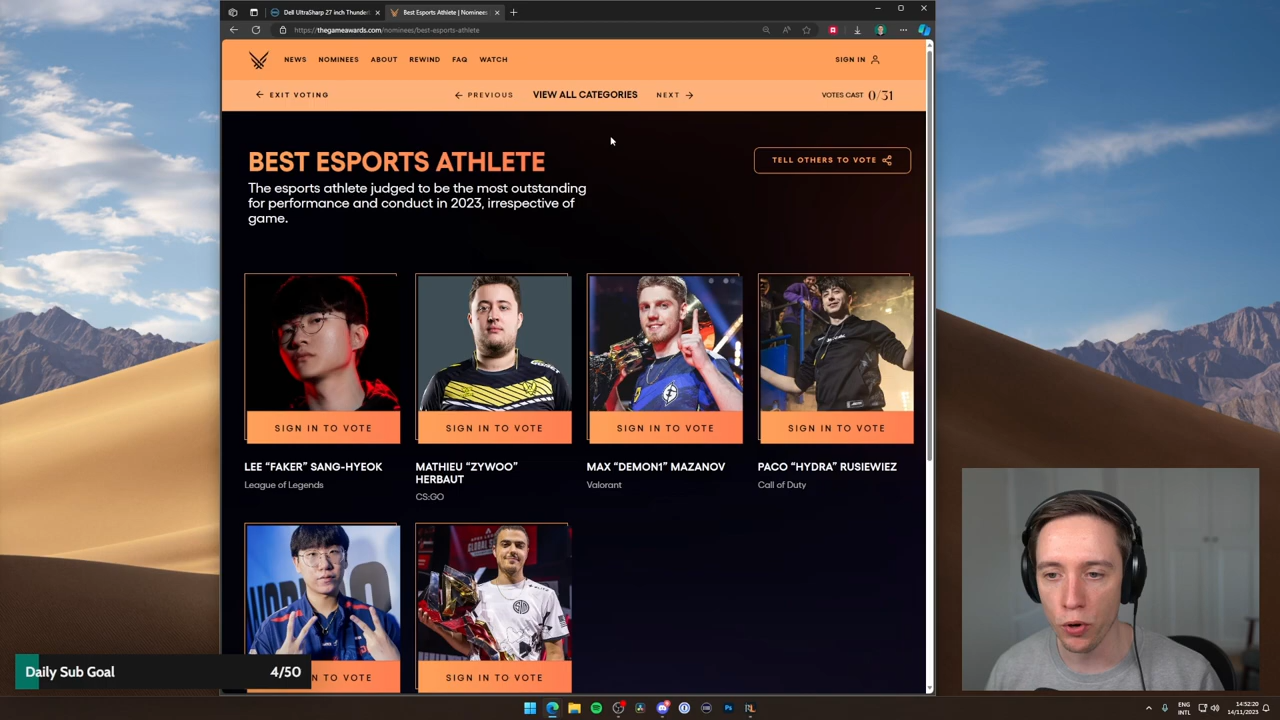 Dell UltraSharp 27 inch Thunder
Best Esports Athlete | Nominees
https://thegameawards.com/nominees/best-esports-athlete
NEWS NOMINEES ABOUT REWIND FAQ WATCH
SIGN IN
EXIT VOTING
PREVIOUS VIEW ALL CATEGORIES NEXT
VOTES CAST 0/31
BEST ESPORTS ATHLETE
TELL OTHERS TO VOTE
The esports athlete judged to be the most outstanding
for performance and conduct in 2023, irrespective of
game.
SIGN IN TO VOTE
SIGN IN TO VOTE
SIGN IN TO VOTE
SIGN IN TO VOTE
LEE “FAKER” SANG-HYEOK
League of Legends
MATHIEU “ZYWOO”
HERBAUT
CS:GO
MAX “DEMON1” MAZANOV
Valorant
PACO “HYDRA” RUSIEWIEZ
Call of Duty
TO VOTE
SIGN IN TO VOTE
Daily Sub Goal 4/50
ENG
INTL
14:52:20
14/11/2023